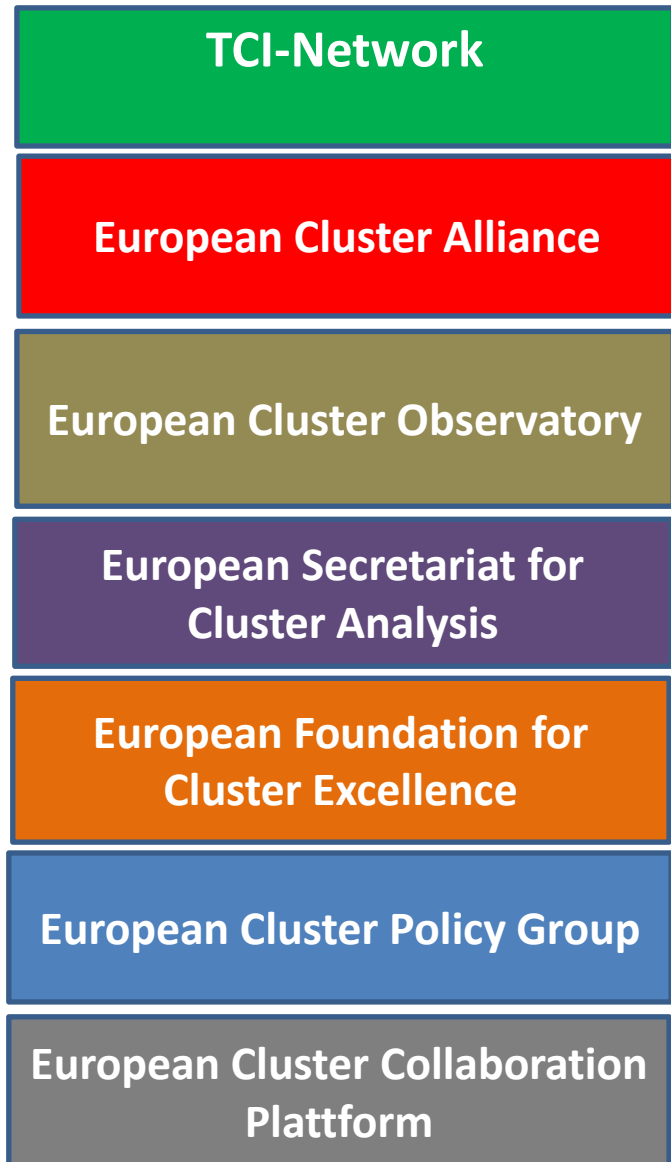 TCI-Network
European Cluster Alliance
European Cluster Observatory
European Secretariat for
Cluster Analysis
European Foundation for
Cluster Excellence
European Cluster Policy Group
European Cluster Collaboration
Plattform